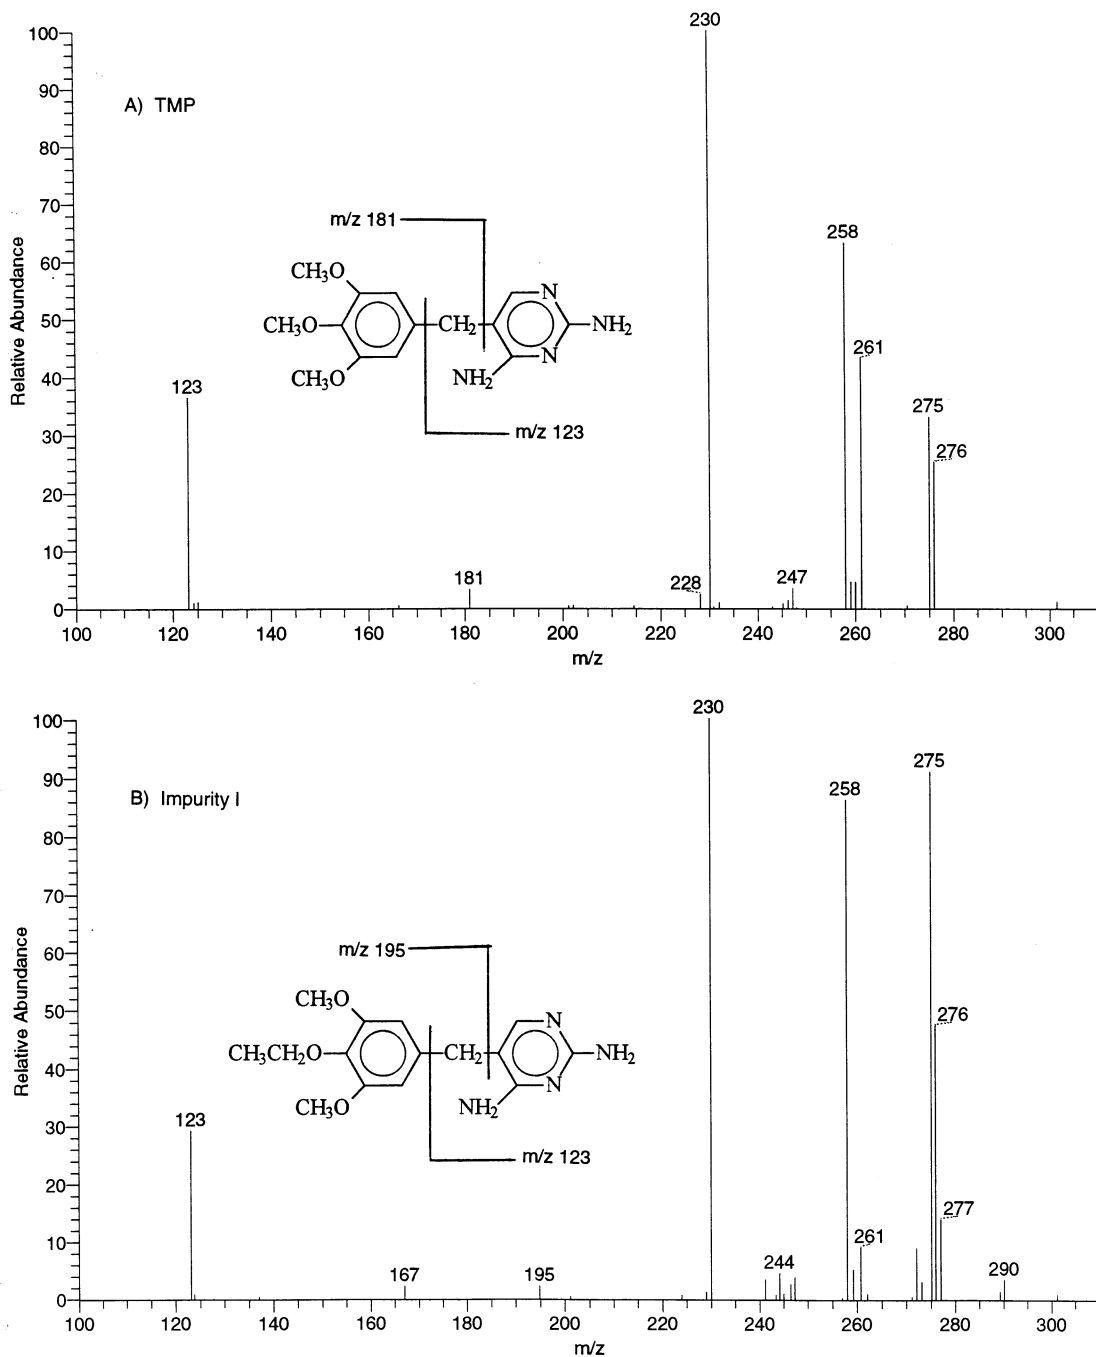 230
100
90
A) TMP
80
70
m/z 181
258
60
CH₃O
N
50
CH₃O CH₂ NH₂
261
N
40
CH₃O NH₂
123
275
30
m/z 123
276
20
10
181
228
247
0
100 120 140 160 180 200 220 240 260 280 300
m/z
Relative Abundance
230
100
275
90
258
B) Impurity I
80
70
m/z 195
60
CH₃O
N
50
276
CH₃CH₂O CH₂ NH₂
40
N
CH₃O NH₂
123
30
m/z 123
20
277
10
261
244
167
195
290
0
100 120 140 160 180 200 220 240 260 280 300
m/z
Relative Abundance